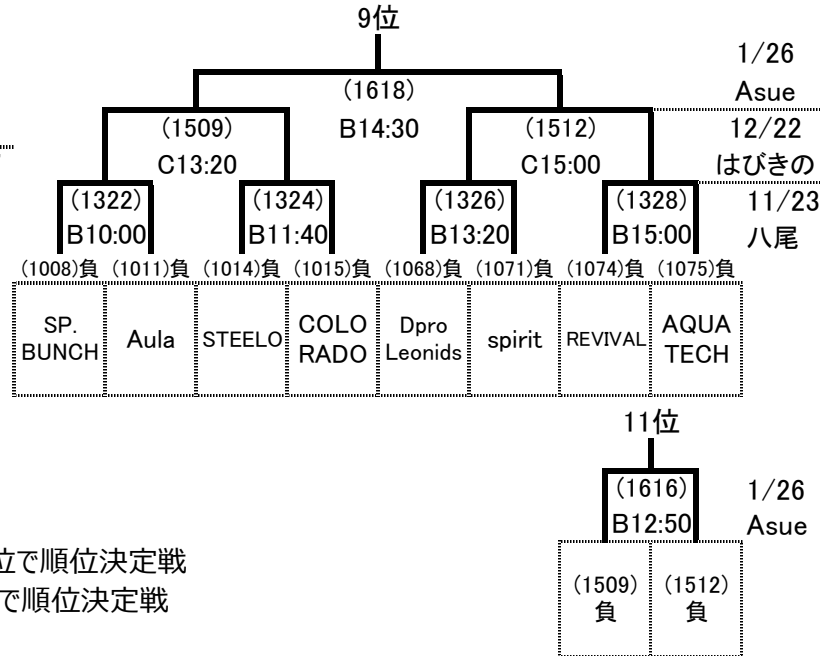 9位
1/26
(1618)
Asue
(1509)
B14:30
(1512)
12/22
C13:20
C15:00
はびきの
(1322)
(1324)
(1326)
(1328)
11/23
B10:00
B11:40
B13:20
B15:00
八尾
(1008)負 (1011)負 (1014)負 (1015)負 (1068)負 (1071)負 (1074)負 (1075)負
SP.
BUNCH
Aula
STEELO
COLO
RADO
Dpro
Leonids
spirit
REVIVAL
AQUA
TECH
11位
(1616)
1/26
B12:50
Asue
位で順位決定戦
で順位決定戦
(1509)
負
(1512)
負